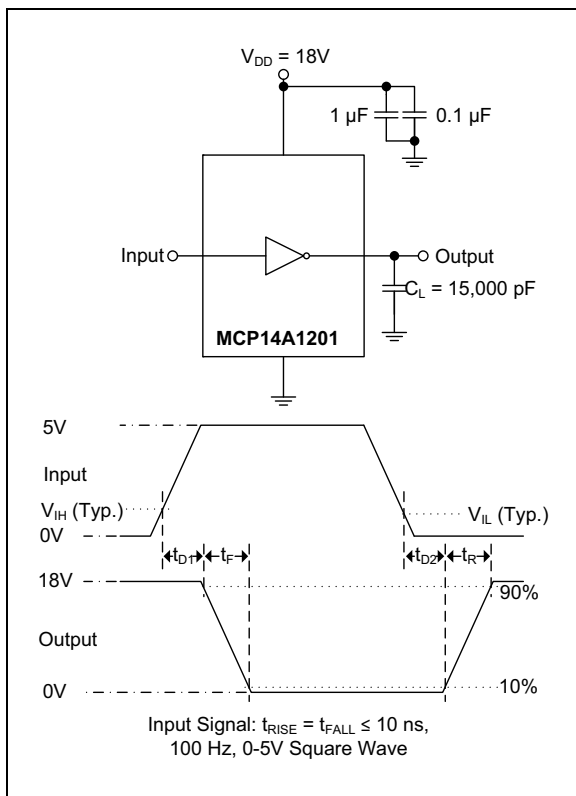 V_DD = 18V
1 µF 0.1 µF
Input Output
C_L = 15,000 pF
MCP14A1201
5V
Input
V_IH (Typ.) V_IL (Typ.)
0V
t_D1 t_F t_D2 t_R
18V 90%
Output
0V 10%
Input Signal: t_RISE = t_FALL ≤ 10 ns,
100 Hz, 0-5V Square Wave